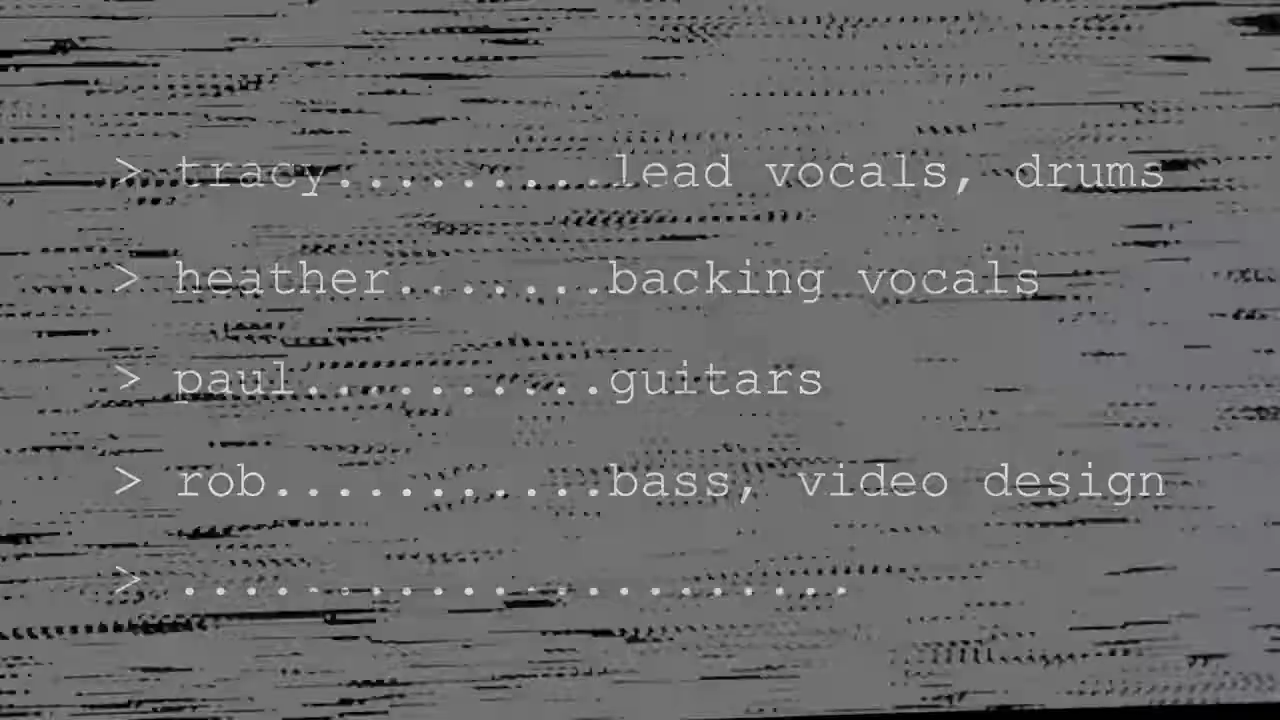 > tracy.........lead vocals, drums
> heather.......backing vocals
> paul..........guitars
> rob...........bass, video design
> ......................